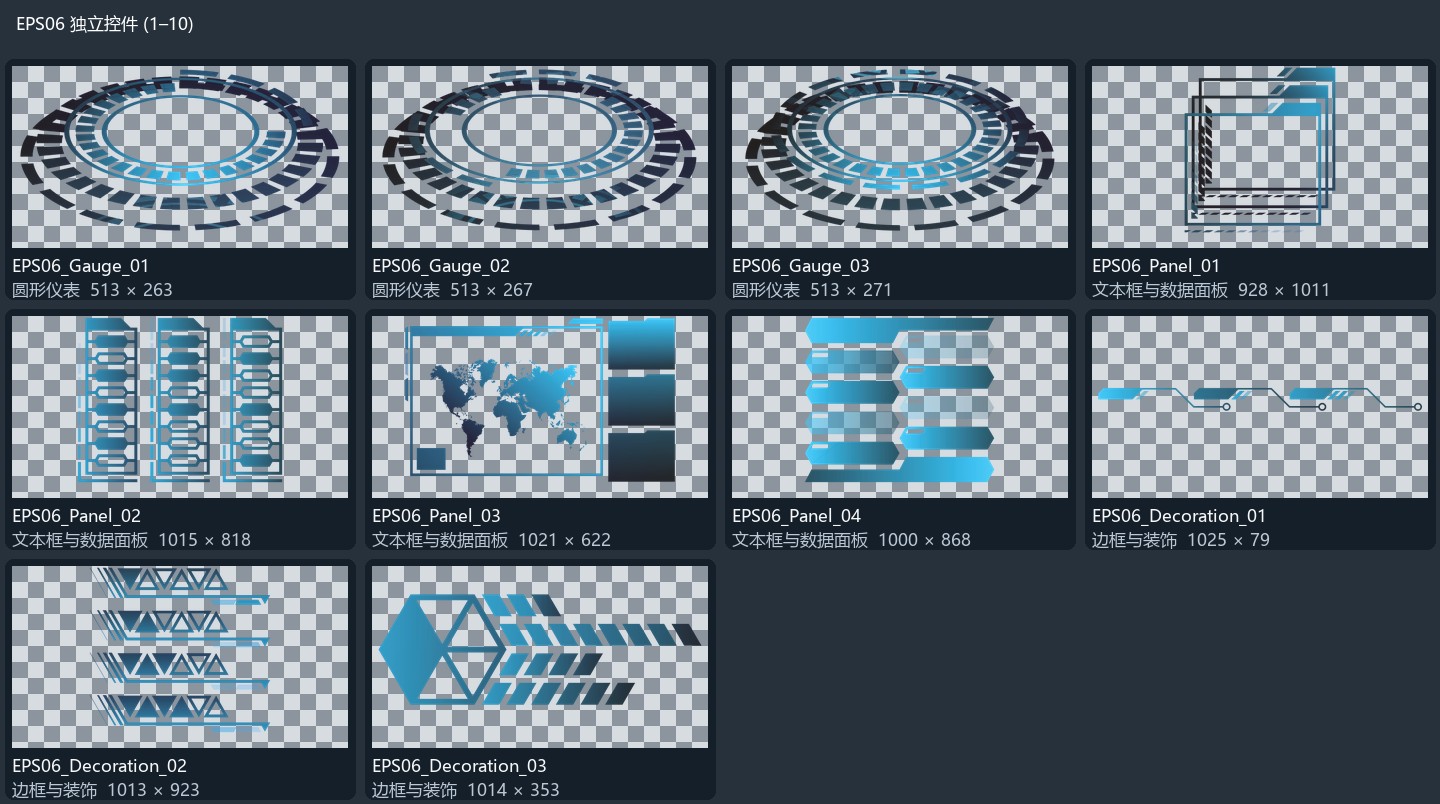 EPS06 独立控件 (1–10)
EPS06_Gauge_01
圆形仪表 513 × 263
EPS06_Gauge_02
圆形仪表 513 × 267
EPS06_Gauge_03
圆形仪表 513 × 271
EPS06_Panel_01
文本框与数据面板 928 × 1011
EPS06_Panel_02
文本框与数据面板 1015 × 818
EPS06_Panel_03
文本框与数据面板 1021 × 622
EPS06_Panel_04
文本框与数据面板 1000 × 868
EPS06_Decoration_01
边框与装饰 1025 × 79
EPS06_Decoration_02
边框与装饰 1013 × 923
EPS06_Decoration_03
边框与装饰 1014 × 353